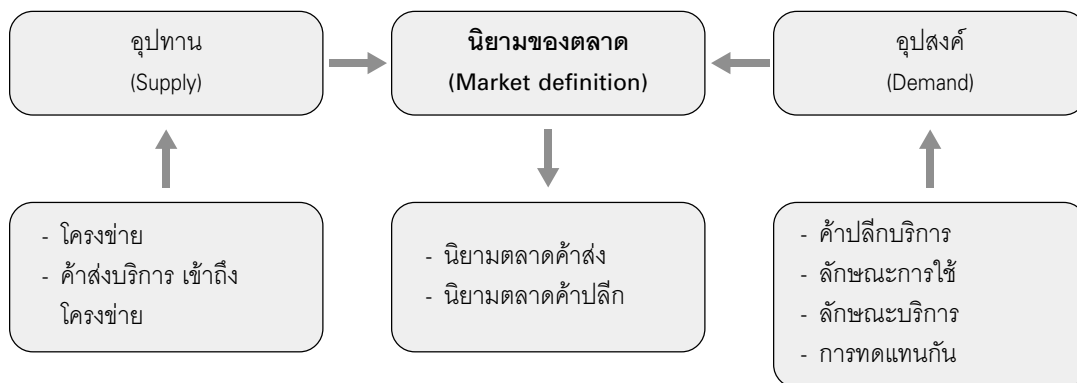 อุปทาน
(Supply)
นิยามของตลาด
(Market definition)
อุปสงค์
(Demand)
- โครงข่าย
- ค้าส่งบริการ เข้าถึง
โครงข่าย
- นิยามตลาดค้าส่ง
- นิยามตลาดค้าปลีก
- ค้าปลีกบริการ
- ลักษณะการใช้
- ลักษณะบริการ
- การทดแทนกัน